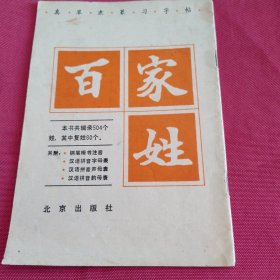 真草隶篆习字帖
百家
姓
本书共辑录504个
姓,其中复姓60个。
另附:•钢笔楷书注音
•汉语拼音字母表
•汉语拼音声母表
•汉语拼音韵母表
北京出版社